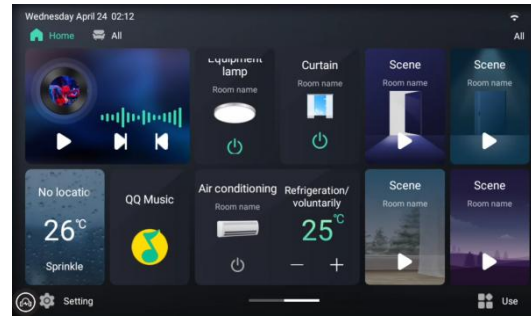 Wednesday April 24 02:12
Home
All
All
Equipment
lamp
Room name
Curtain
Room name
Scene
Room name
Scene
Room name
No locatio
26°C
Sprinkle
QQ Music
Air conditioning
Room name
Refrigeration/
voluntarily
25°C
Scene
Room name
Scene
Room name
Setting
Use